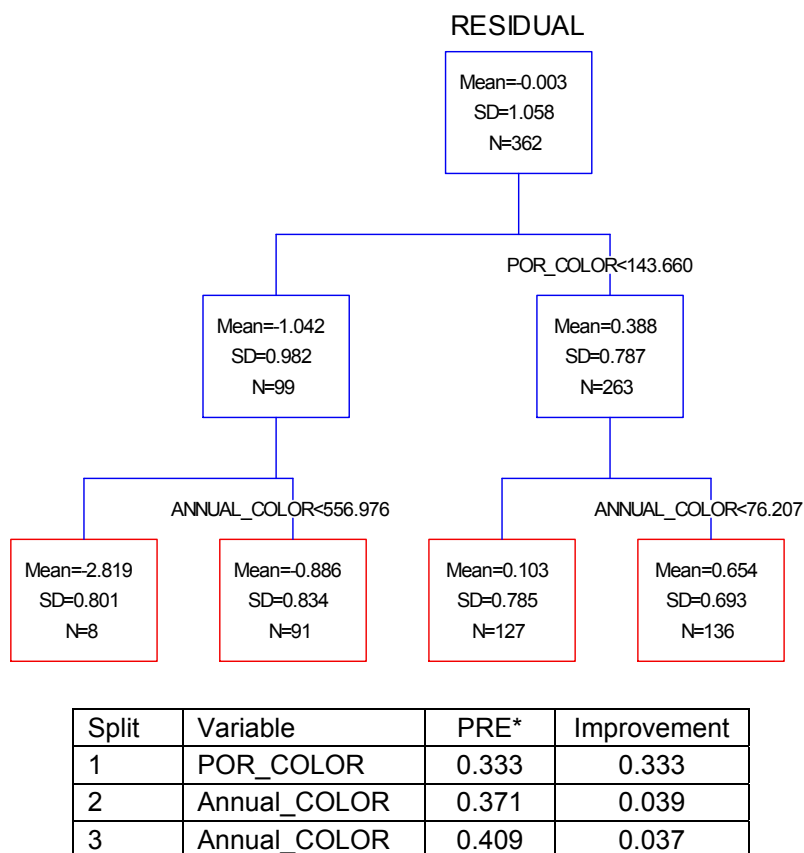 RESIDUAL
Mean=-0.003
SD=1.058
N=362
POR_COLOR<143.660
Mean=-1.042
SD=0.982
N=99
Mean=0.388
SD=0.787
N=263
ANNUAL_COLOR<556.976
ANNUAL_COLOR<76.207
Mean=-2.819
SD=0.801
N=8
Mean=-0.886
SD=0.834
N=91
Mean=0.103
SD=0.785
N=127
Mean=0.654
SD=0.693
N=136
Split Variable PRE* Improvement
1 POR_COLOR 0.333 0.333
2 Annual_COLOR 0.371 0.039
3 Annual_COLOR 0.409 0.037